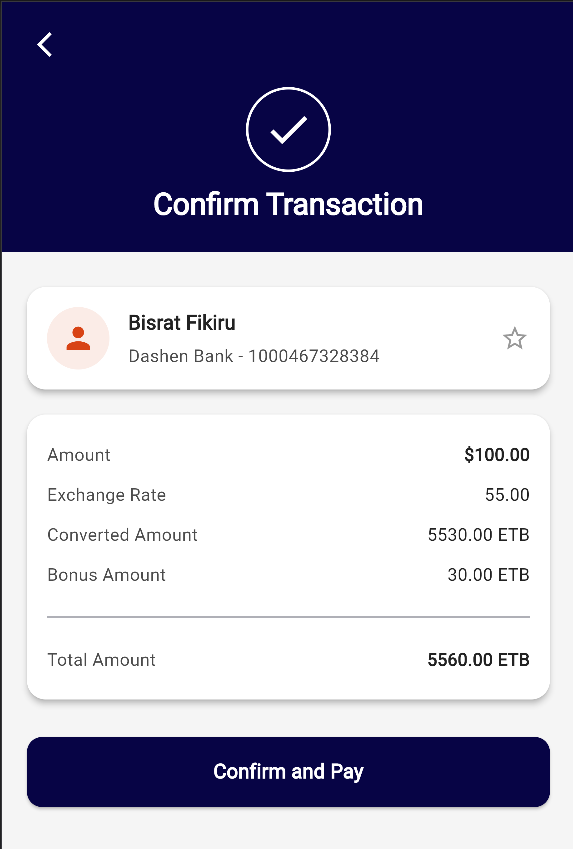 Confirm Transaction
Bisrat Fikiru
Dashen Bank - 1000467328384
Amount $100.00
Exchange Rate 55.00
Converted Amount 5530.00 ETB
Bonus Amount 30.00 ETB
Total Amount 5560.00 ETB
Confirm and Pay